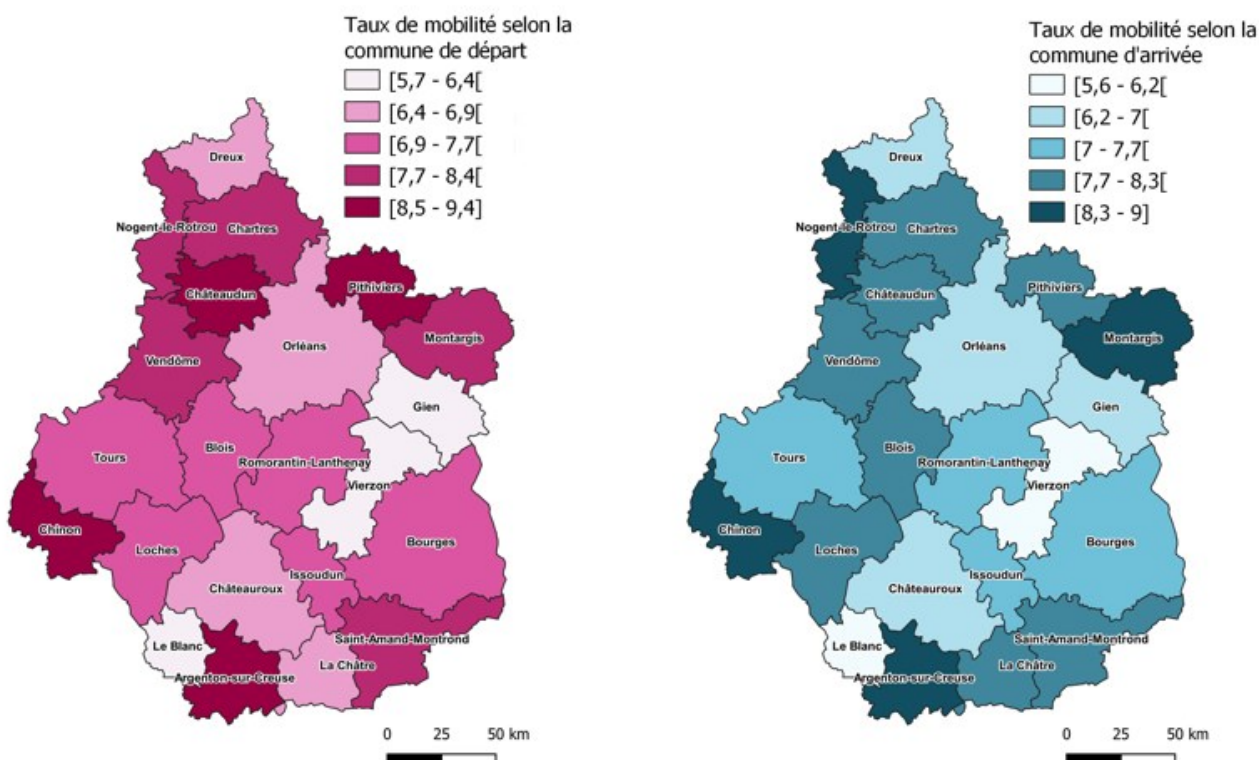 Taux de mobilité selon la
commune de départ
[5,7 - 6,4[
[6,4 - 6,9[
[6,9 - 7,7[
[7,7 - 8,4[
[8,5 - 9,4]
Dreux
Nogent-le-Rotrou
Chartres
Châteaudun
Pithiviers
Montargis
Orléans
Vendôme
Gien
Tours
Blois
Romorantin-Lanthenay
Vierzon
Chinon
Loches
Bourges
Issoudun
Châteauroux
Saint-Amand-Montrond
Le Blanc
La Châtre
Argenton-sur-Creuse
0 25 50 km
Taux de mobilité selon la
commune d'arrivée
[5,6 - 6,2[
[6,2 - 7[
[7 - 7,7[
[7,7 - 8,3[
[8,3 - 9]
Dreux
Nogent-le-Rotrou
Chartres
Châteaudun
Pithiviers
Montargis
Orléans
Vendôme
Gien
Tours
Blois
Romorantin-Lanthenay
Vierzon
Chinon
Loches
Bourges
Issoudun
Châteauroux
Saint-Amand-Montrond
Le Blanc
La Châtre
Argenton-sur-Creuse
0 25 50 km